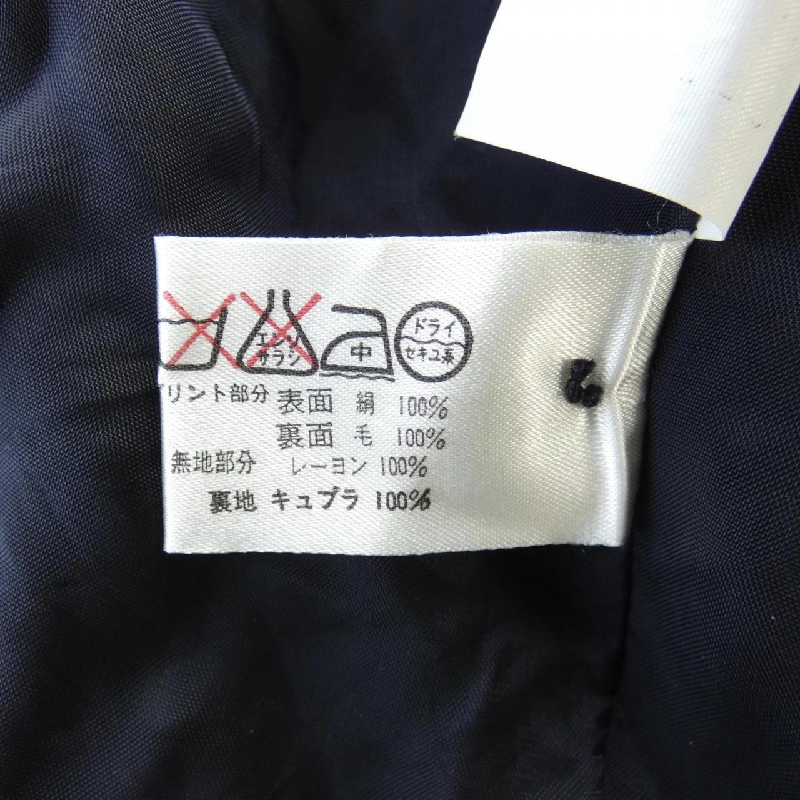 エンソ
サラシ
中
ドライ
セキユ系
プリント部分 表面 絹 100%
裏面 毛 100%
無地部分 レーヨン 100%
裏地 キュプラ 100%